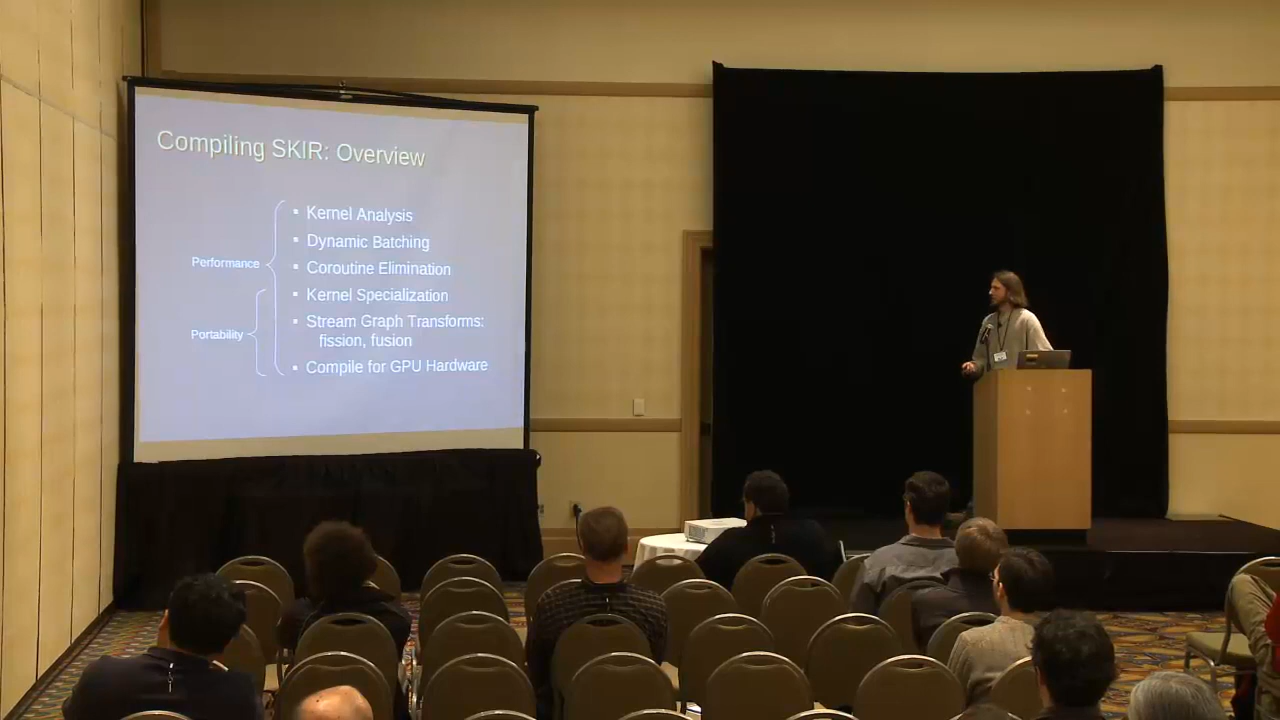 Compiling SKIR: Overview
▪ Kernel Analysis
▪ Dynamic Batching
Performance
▪ Coroutine Elimination
▪ Kernel Specialization
▪ Stream Graph Transforms:
Portability
fission, fusion
▪ Compile for GPU Hardware